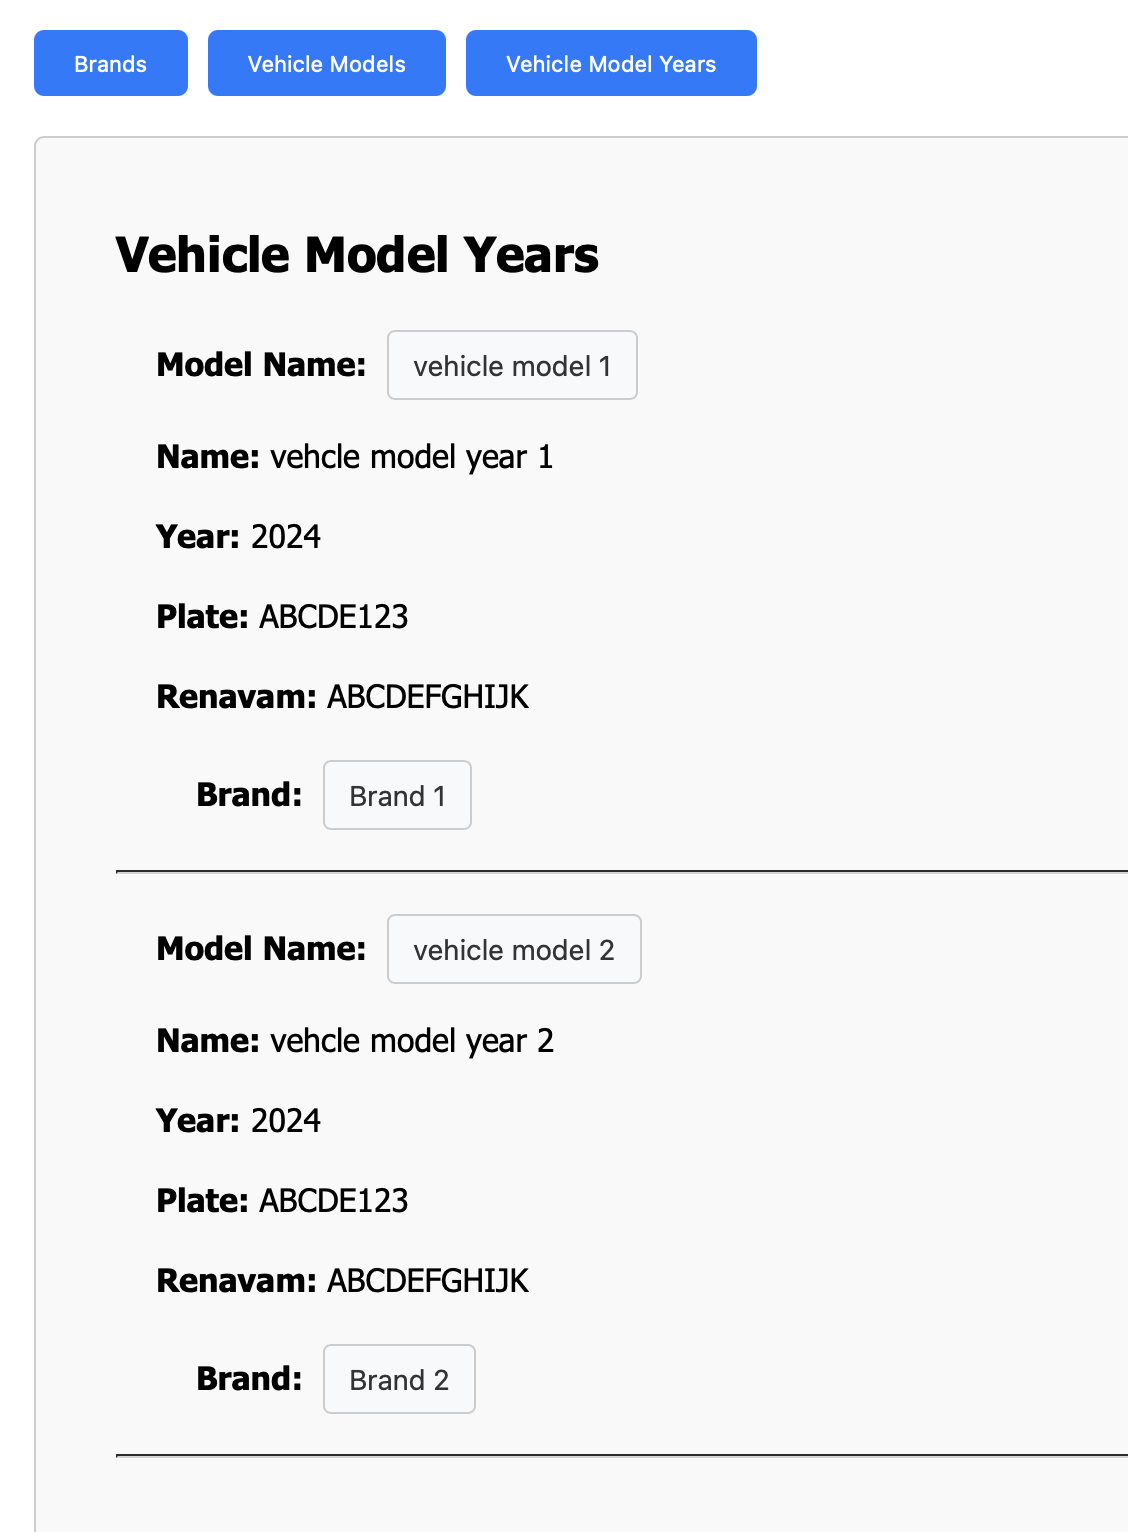 Brands Vehicle Models Vehicle Model Years
Vehicle Model Years
Model Name: vehicle model 1
Name: vehcle model year 1
Year: 2024
Plate: ABCDE123
Renavam: ABCDEFGHIJK
Brand: Brand 1
Model Name: vehicle model 2
Name: vehcle model year 2
Year: 2024
Plate: ABCDE123
Renavam: ABCDEFGHIJK
Brand: Brand 2